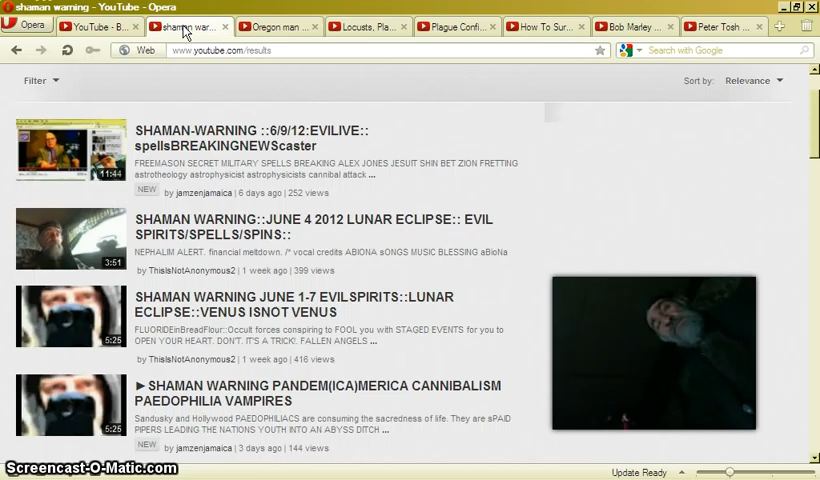 shaman warning - YouTube - Opera
Opera
YouTube - B...
shaman war...
Oregon man ...
Locusts, Pla...
Plague Confi...
How To Sur...
Bob Marley ...
Peter Tosh ...
Web
www.youtube.com/results
Search with Google
Filter
Sort by: Relevance
SHAMAN-WARNING ::6/9/12:EVILIVE::
spellsBREAKINGNEWScaster
FREEMASON SECRET MILITARY SPELLS BREAKING ALEX JONES JESUIT SHIN BET ZION FRETTING
astrotheology astrophysicist astrophysicists cannibal attack ...
11:44
NEW by jamzenjamaica | 6 days ago | 252 views
SHAMAN WARNING::JUNE 4 2012 LUNAR ECLIPSE:: EVIL
SPIRITS/SPELLS/SPINS::
NEPHALIM ALERT. financial meltdown. /* vocal credits ABIONA sONGS MUSIC BLESSING aBioNa
3:51
by ThisIsNotAnonymous2 | 1 week ago | 399 views
SHAMAN WARNING JUNE 1-7 EVILSPIRITS::LUNAR
ECLIPSE::VENUS ISNOT VENUS
FLUORIDEinBreadFlour::Occult forces conspiring to FOOL you with STAGED EVENTS for you to
OPEN YOUR HEART. DON'T. IT'S A TRICK!. FALLEN ANGELS ...
5:25
by ThisIsNotAnonymous2 | 1 week ago | 416 views
►SHAMAN WARNING PANDEM(ICA)MERICA CANNIBALISM
PAEDOPHILIA VAMPIRES
Sandusky and Hollywood PAEDOPHILIACS are consuming the sacredness of life. They are sPAID
PIPERS LEADING THE NATIONS YOUTH INTO AN ABYSS DITCH ...
5:25
NEW by jamzenjamaica | 3 days ago | 144 views
Screencast-O-Matic.com
Update Ready